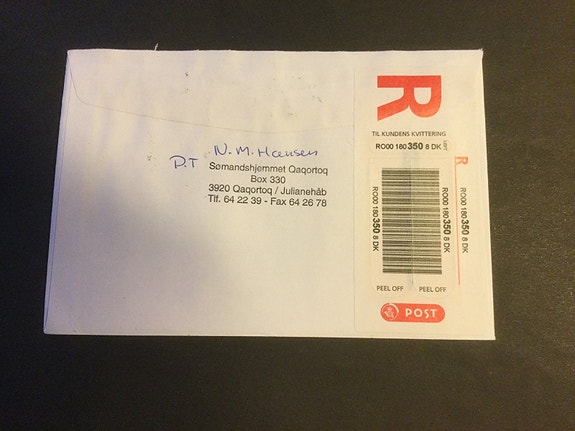 N. M. Hansen
P.T
Sømandshjemmet Qaqortoq
Box 330
3920 Qaqortoq / Julianehåb
Tlf. 64 22 39 - Fax 64 26 78
R
TIL KUNDENS KVITTERING
RO00 180 350 8 DK
R
RO00 180 350 8 DK
RO00 180 350 8 DK
RO00 180 350 8 DK
PEEL OFF PEEL OFF
POST